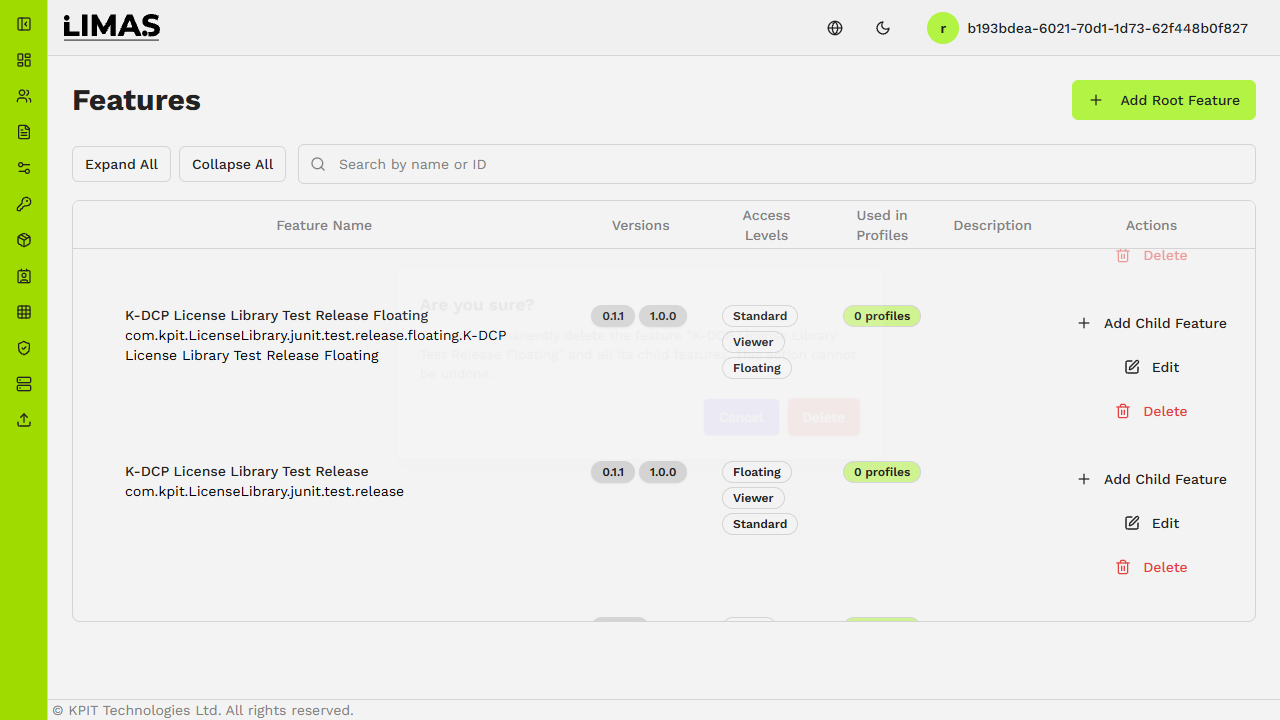 LIMAS
r
b193bdea-6021-70d1-1d73-62f448b0f827
Features
Add Root Feature
Expand All
Collapse All
Search by name or ID
Feature Name
Versions
Access
Levels
Used in
Profiles
Description
Actions
Delete
K-DCP License Library Test Release Floating
com.kpit.LicenseLibrary.junit.test.release.floating.K-DCP
License Library Test Release Floating
0.1.1
1.0.0
Standard
Viewer
Floating
0 profiles
Add Child Feature
Edit
Delete
Are you sure?
Test Release Floating" and all its child features. This action cannot
be undone.
Cancel
Delete
K-DCP License Library Test Release
com.kpit.LicenseLibrary.junit.test.release
0.1.1
1.0.0
Floating
Viewer
Standard
0 profiles
Add Child Feature
Edit
Delete
© KPIT Technologies Ltd. All rights reserved.